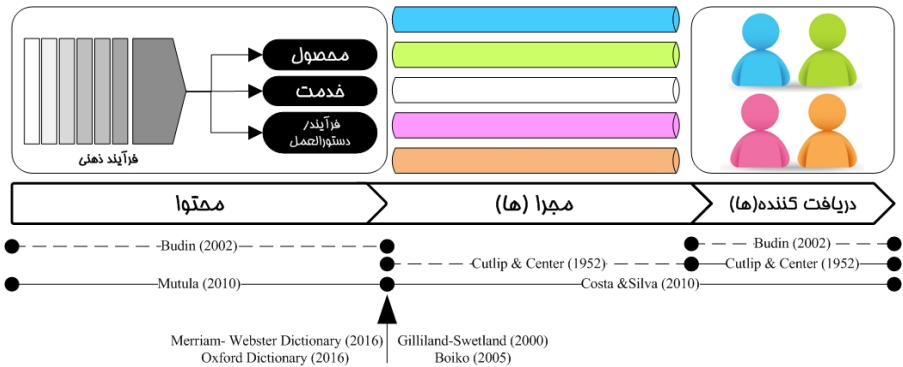 محصول
خدمت
فرآیند/
دستورالعمل
فرآیند ذهنی
محتوا
مجرا (ها)
دریافت کننده(ها)
Budin (2002)
Budin (2002)
Cutlip & Center (1952)
Cutlip & Center (1952)
Mutula (2010)
Costa &Silva (2010)
Merriam- Webster Dictionary (2016)
Oxford Dictionary (2016)
Gilliland-Swetland (2000)
Boiko (2005)